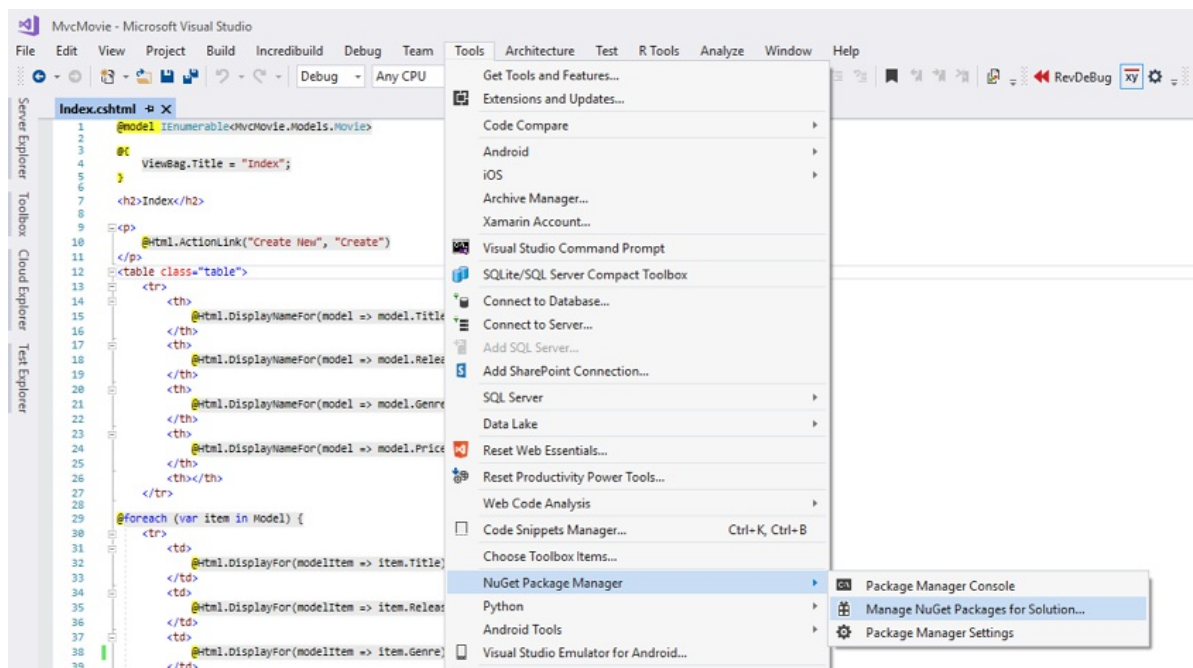 MvcMovie - Microsoft Visual Studio
File Edit View Project Build Incredibuild Debug Team Tools Architecture Test R Tools Analyze Window Help
Debug Any CPU RevDeBug xy
Server Explorer
Toolbox
Cloud Explorer
Test Explorer
Index.cshtml
1 @model IEnumerable<MvcMovie.Models.Movie>
2
3 @{
4 ViewBag.Title = "Index";
5 }
6
7 <h2>Index</h2>
8
9 <p>
10 @Html.ActionLink("Create New", "Create")
11 </p>
12 <table class="table">
13 <tr>
14 <th>
15 @Html.DisplayNameFor(model => model.Title
16 </th>
17 <th>
18 @Html.DisplayNameFor(model => model.Relea
19 </th>
20 <th>
21 @Html.DisplayNameFor(model => model.Genre
22 </th>
23 <th>
24 @Html.DisplayNameFor(model => model.Price
25 </th>
26 <th></th>
27 </tr>
28
29 @foreach (var item in Model) {
30 <tr>
31 <td>
32 @Html.DisplayFor(modelItem => item.Title)
33 </td>
34 <td>
35 @Html.DisplayFor(modelItem => item.Releas
36 </td>
37 <td>
38 @Html.DisplayFor(modelItem => item.Genre)
39 </td>
Get Tools and Features...
Extensions and Updates...
Code Compare
Android
iOS
Archive Manager...
Xamarin Account...
Visual Studio Command Prompt
SQLite/SQL Server Compact Toolbox
Connect to Database...
Connect to Server...
Add SQL Server...
Add SharePoint Connection...
SQL Server
Data Lake
Reset Web Essentials...
Reset Productivity Power Tools...
Web Code Analysis
Code Snippets Manager... Ctrl+K, Ctrl+B
Choose Toolbox Items...
NuGet Package Manager
Python
Android Tools
Visual Studio Emulator for Android...
Package Manager Console
Manage NuGet Packages for Solution...
Package Manager Settings